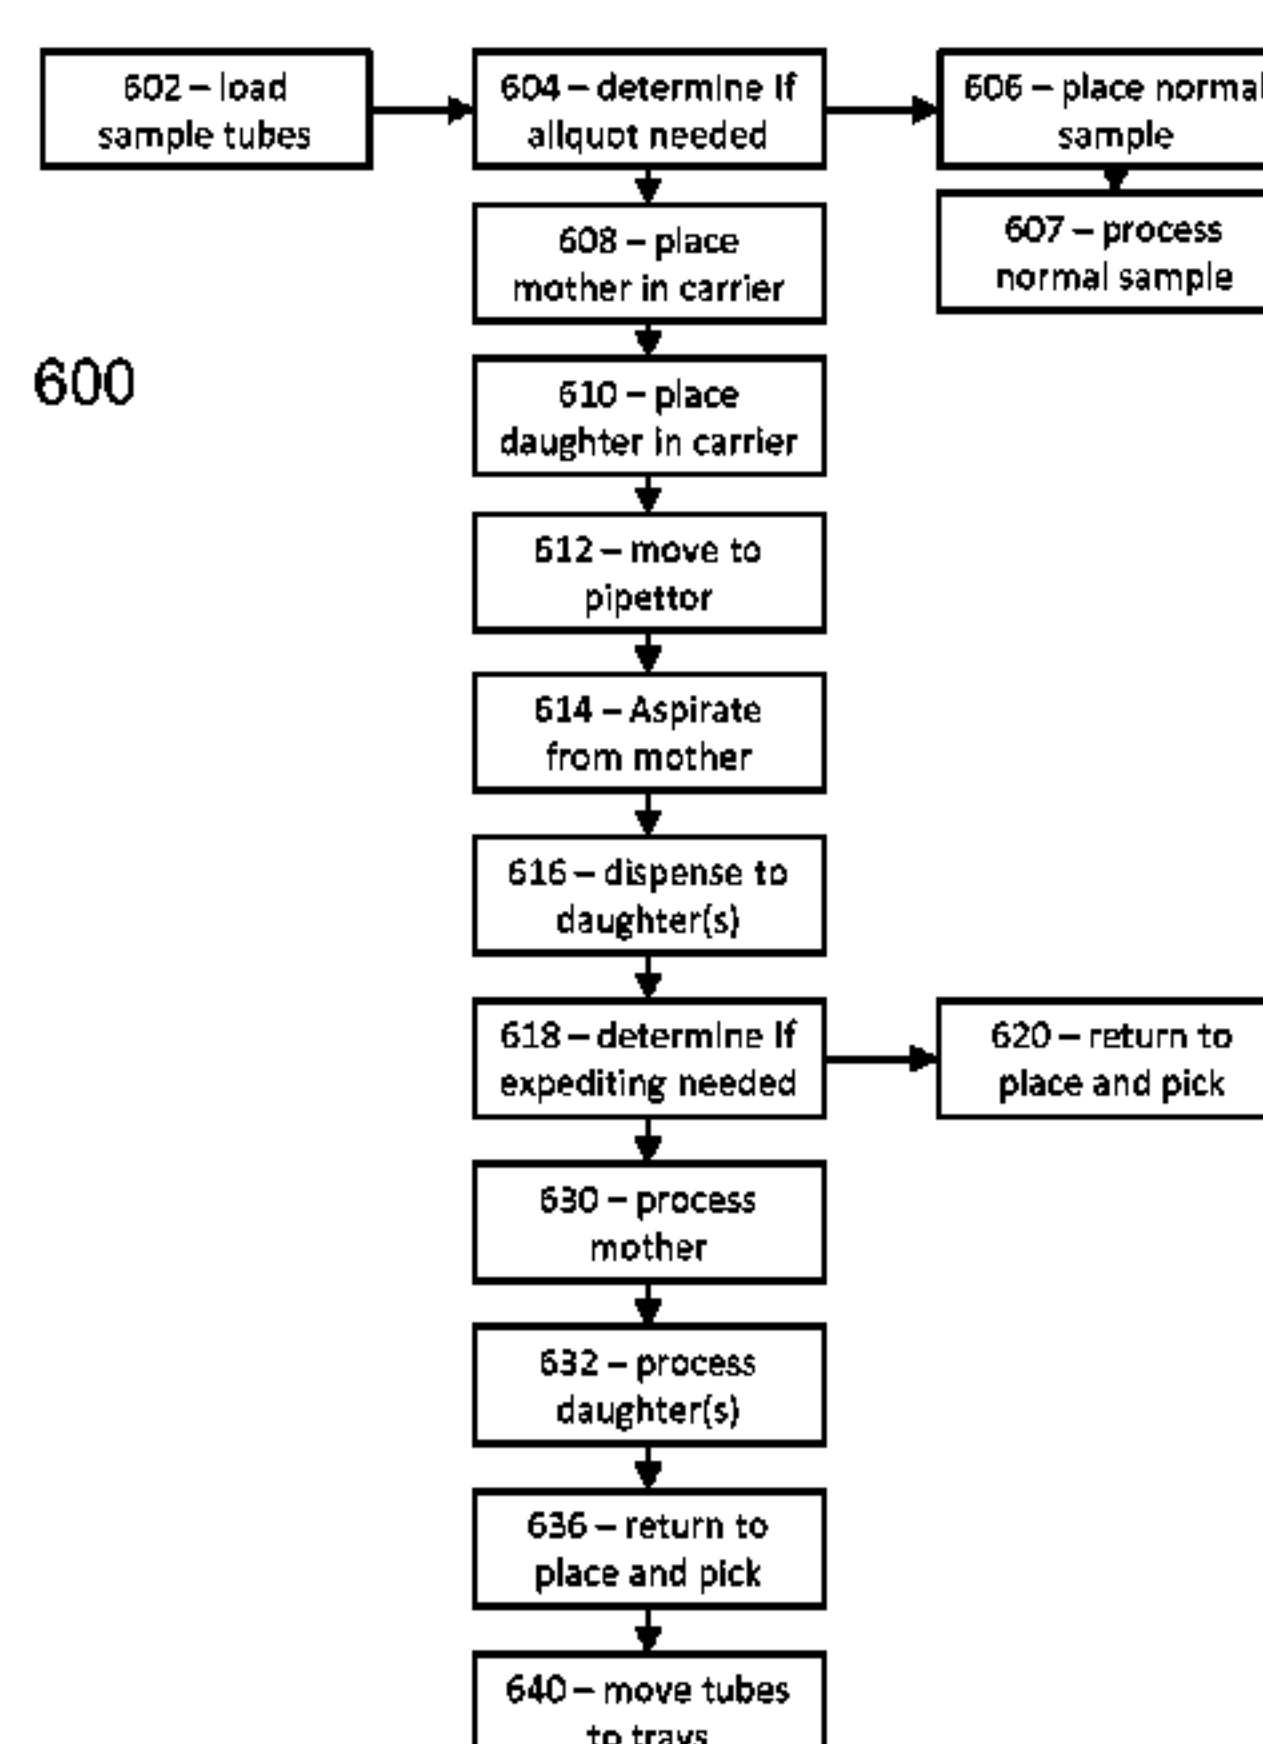 602 – load
sample tubes
604 – determine if
aliquot needed
606 – place normal
sample
607 – process
normal sample
608 – place
mother in carrier
600
610 – place
daughter in carrier
612 – move to
pipettor
614 – Aspirate
from mother
616 – dispense to
daughter(s)
618 – determine if
expediting needed
620 – return to
place and pick
630 – process
mother
632 – process
daughter(s)
636 – return to
place and pick
640 – move tubes
to trays